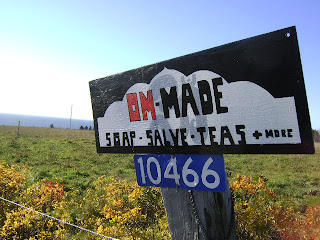 OM-MADE
SOAP · SALVE · TEAS + MORE
10466